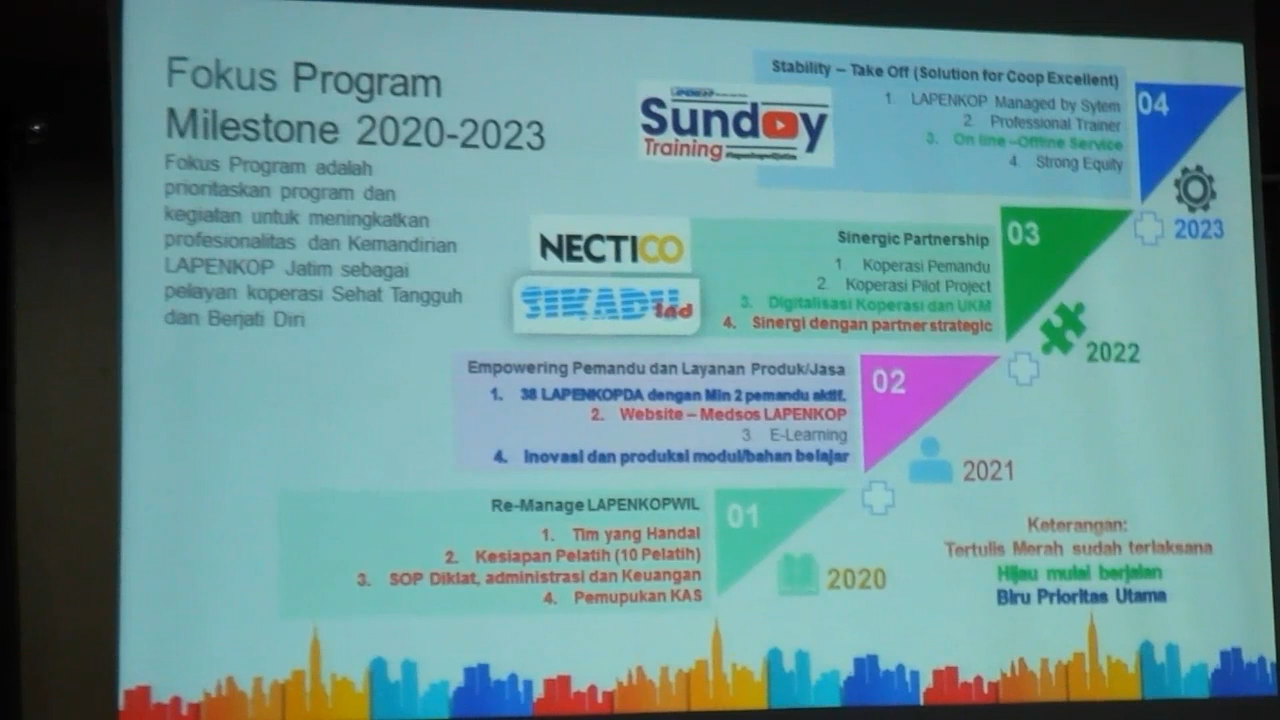 Fokus Program
Milestone 2020-2023
Fokus Program adalah
prioritaskan program dan
kegiatan untuk meningkatkan
profesionalitas dan Kemandirian
LAPENKOP Jatim sebagai
pelayan koperasi Sehat Tangguh
dan Berjati Diri
LAPENKOP
Sunday
Training
Stability – Take Off (Solution for Coop Excellent)
1. LAPENKOP Managed by Sytem
2. Professional Trainer
3. On line –Offline Service
4. Strong Equity
04
2023
NECTICO
SIKADU
Sinergic Partnership
1. Koperasi Pemandu
2. Koperasi Pilot Project
3. Digitalisasi Koperasi dan UKM
4. Sinergi dengan partner strategic
03
2022
Empowering Pemandu dan Layanan Produk/Jasa
1. 38 LAPENKOPDA dengan Min 2 pemandu aktif.
2. Website – Medsos LAPENKOP
3 E-Learning
4. Inovasi dan produksi modul/bahan belajar
02
2021
Re-Manage LAPENKOPWIL
1. Tim yang Handal
2. Kesiapan Pelatih (10 Pelatih)
3. SOP Diklat, administrasi dan Keuangan
4. Pemupukan KAS
01
2020
Keterangan:
Tertulis Merah sudah terlaksana
Hijau mulai berjalan
Biru Prioritas Utama